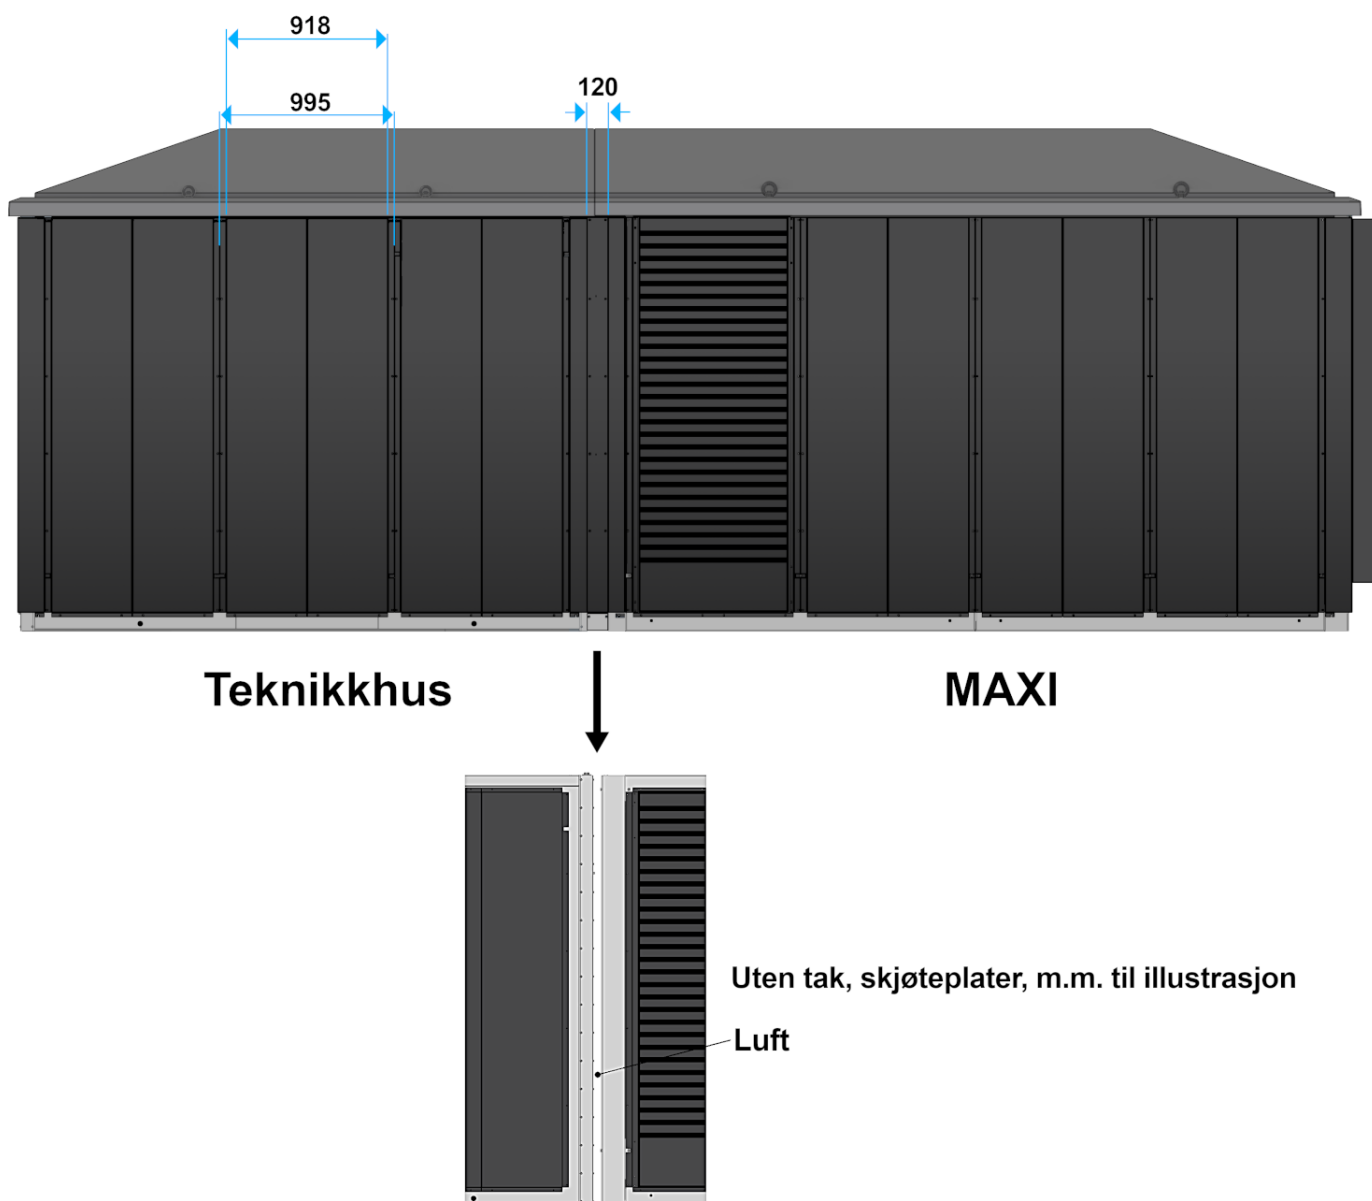 918
995
120
Teknikkhus
MAXI
Uten tak, skjøteplater, m.m. til illustrasjon
Luft